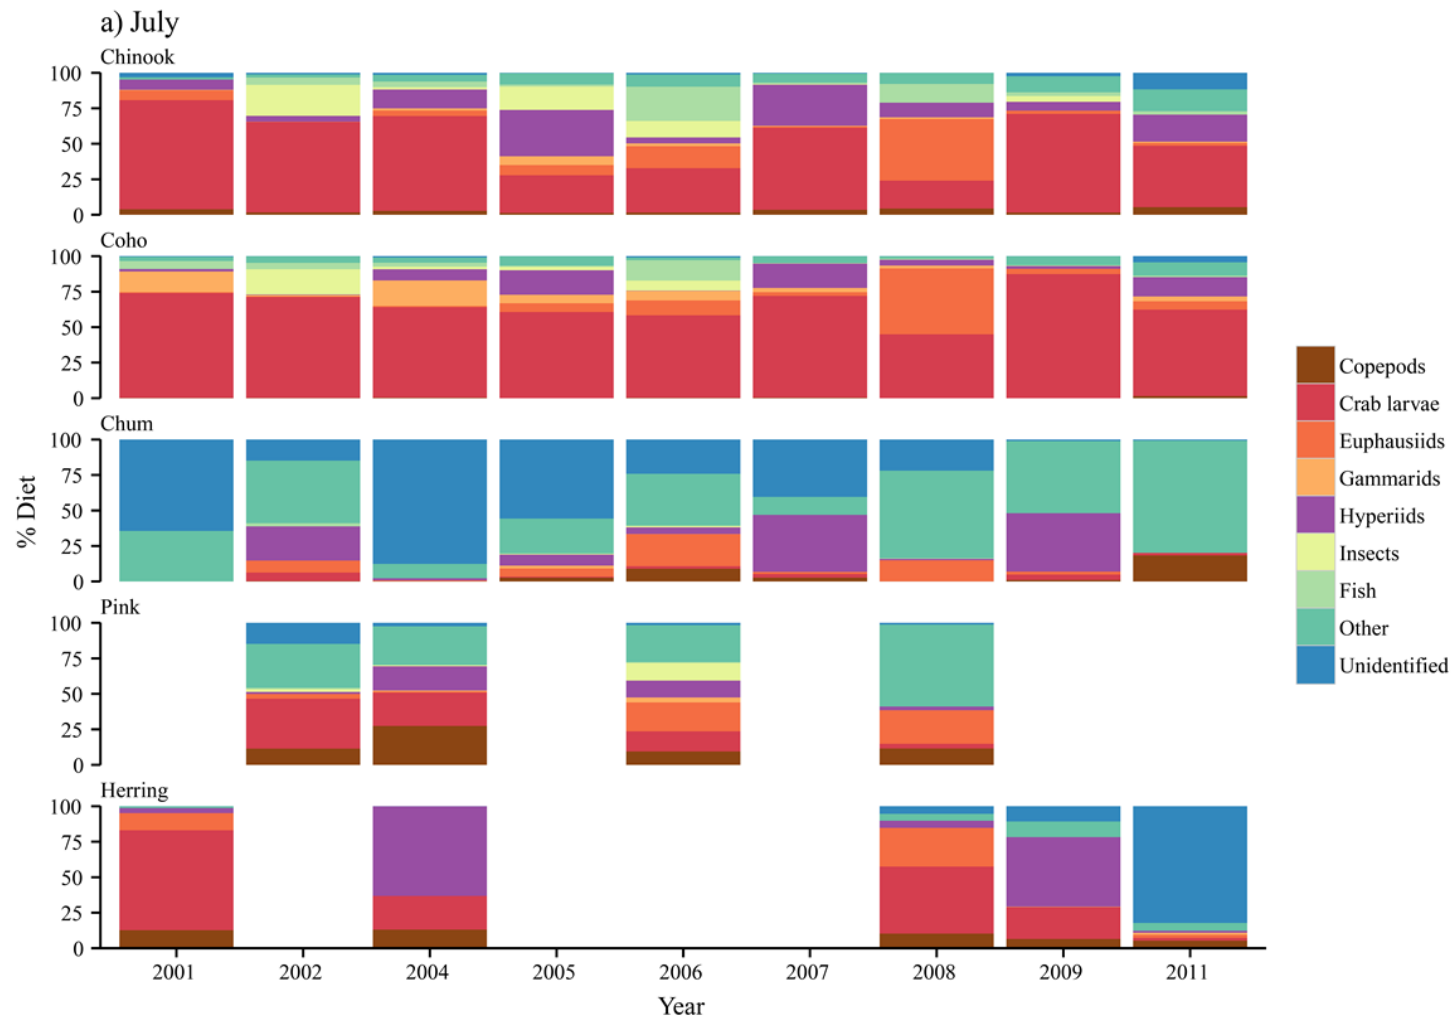 a) July
Chinook
100
75
50
25
0
Coho
100
75
50
25
0
Chum
100
75
50
25
0
Pink
100
75
50
25
0
Herring
100
75
50
25
0
% Diet
2001 2002 2004 2005 2006 2007 2008 2009 2011
Year
Copepods
Crab larvae
Euphausiids
Gammarids
Hyperiids
Insects
Fish
Other
Unidentified